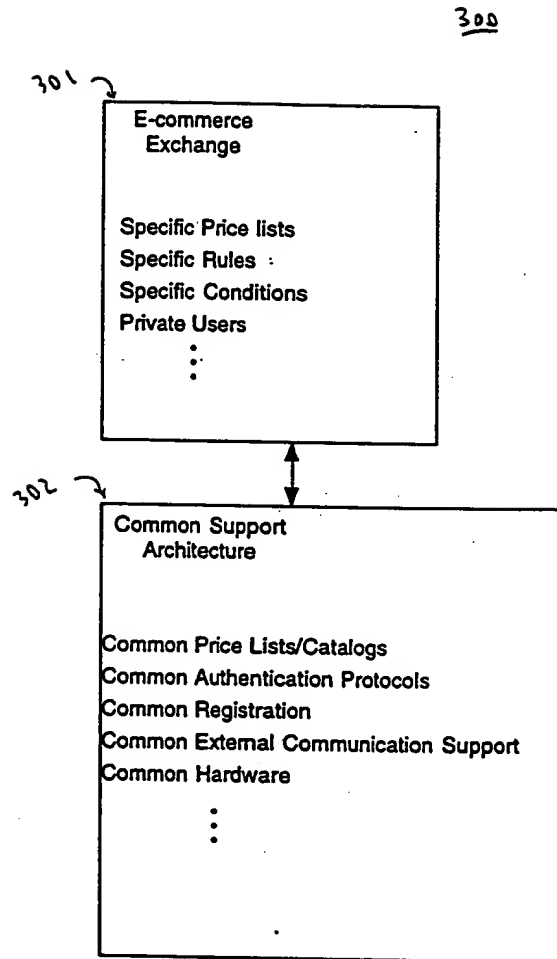 300
301
E-commerce
Exchange
Specific Price lists
Specific Rules
Specific Conditions
Private Users
302
Common Support
Architecture
Common Price Lists/Catalogs
Common Authentication Protocols
Common Registration
Common External Communication Support
Common Hardware